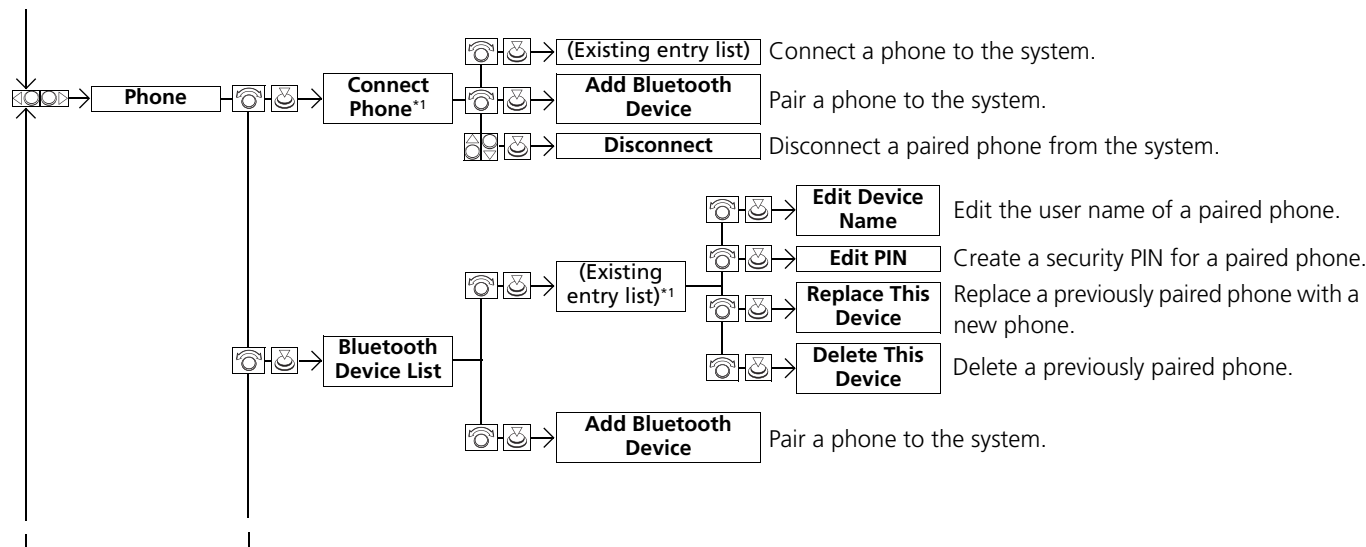 Phone
Connect
Phone*1
(Existing entry list)
Connect a phone to the system.
Add Bluetooth
Device
Pair a phone to the system.
Disconnect
Disconnect a paired phone from the system.
Bluetooth
Device List
(Existing
entry list)*1
Edit Device
Name
Edit the user name of a paired phone.
Edit PIN
Create a security PIN for a paired phone.
Replace This
Device
Replace a previously paired phone with a
new phone.
Delete This
Device
Delete a previously paired phone.
Add Bluetooth
Device
Pair a phone to the system.